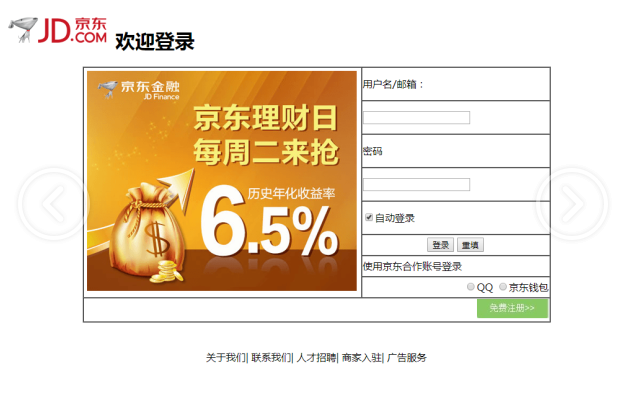 JD 京东
.COM 欢迎登录
京东金融
JD Finance
京东理财日
每周二来抢
历史年化收益率
6.5%
用户名/邮箱：
密码
自动登录
登录 重填
使用京东合作账号登录
QQ 京东钱包
免费注册>>
关于我们| 联系我们| 人才招聘| 商家入驻| 广告服务